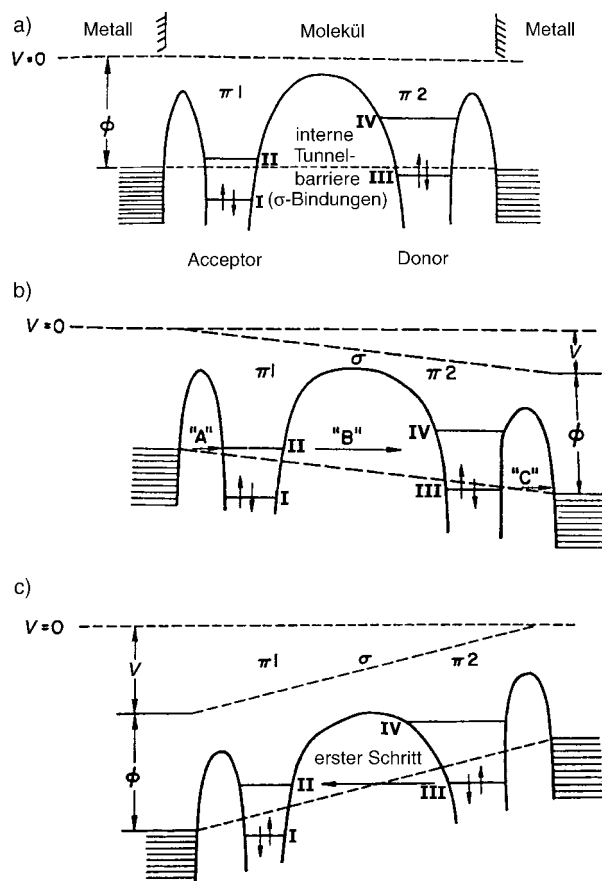 a)
Metall Molekül Metall
V=0
π1 π2
ϕ IV
II interne
Tunnel-
barriere III
I (σ-Bindungen)
Acceptor Donor
b)
V=0
V
σ
π1 π2
"A" II "B" IV ϕ
I III "C"
c)
V=0
V π1 σ π2
IV
ϕ erster Schritt
II III
I